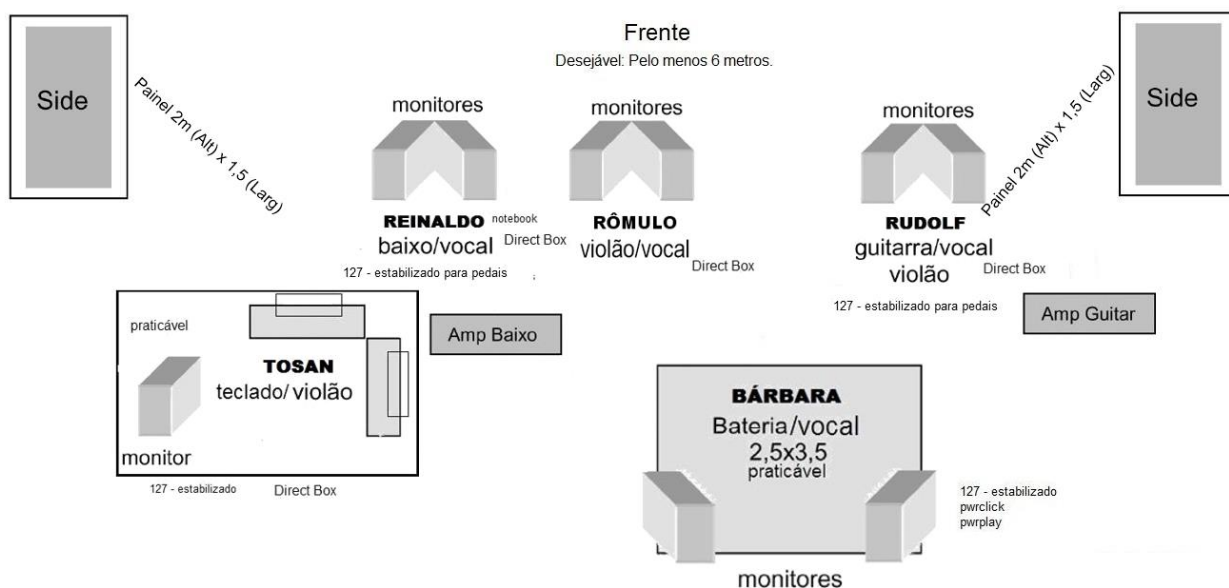 Frente
Desejável: Pelo menos 6 metros.
Side
Painel 2m (Alt) x 1,5 (Larg)
monitores
REINALDO
notebook
baixo/vocal
Direct Box
127 - estabilizado para pedais
monitores
RÔMULO
violão/vocal
Direct Box
monitores
RUDOLF
guitarra/vocal
violão
Direct Box
127 - estabilizado para pedais
Painel 2m (Alt) x 1,5 (Larg)
Side
praticável
TOSAN
teclado/ violão
monitor
127 - estabilizado
Direct Box
Amp Baixo
Amp Guitar
BÁRBARA
Bateria/vocal
2,5x3,5
praticável
127 - estabilizado
pwrclick
pwrplay
monitores